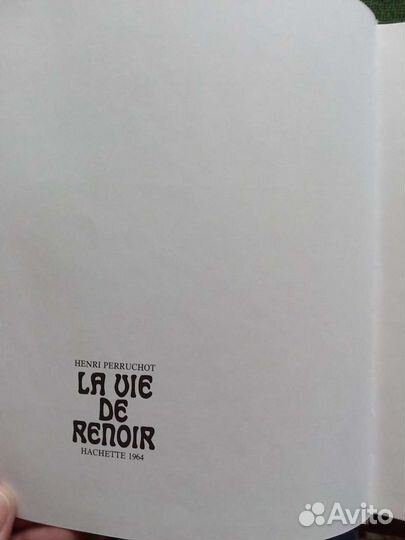 HENRI PERRUCHOT
LA VIE
DE
RENOIR
HACHETTE 1964
Avito